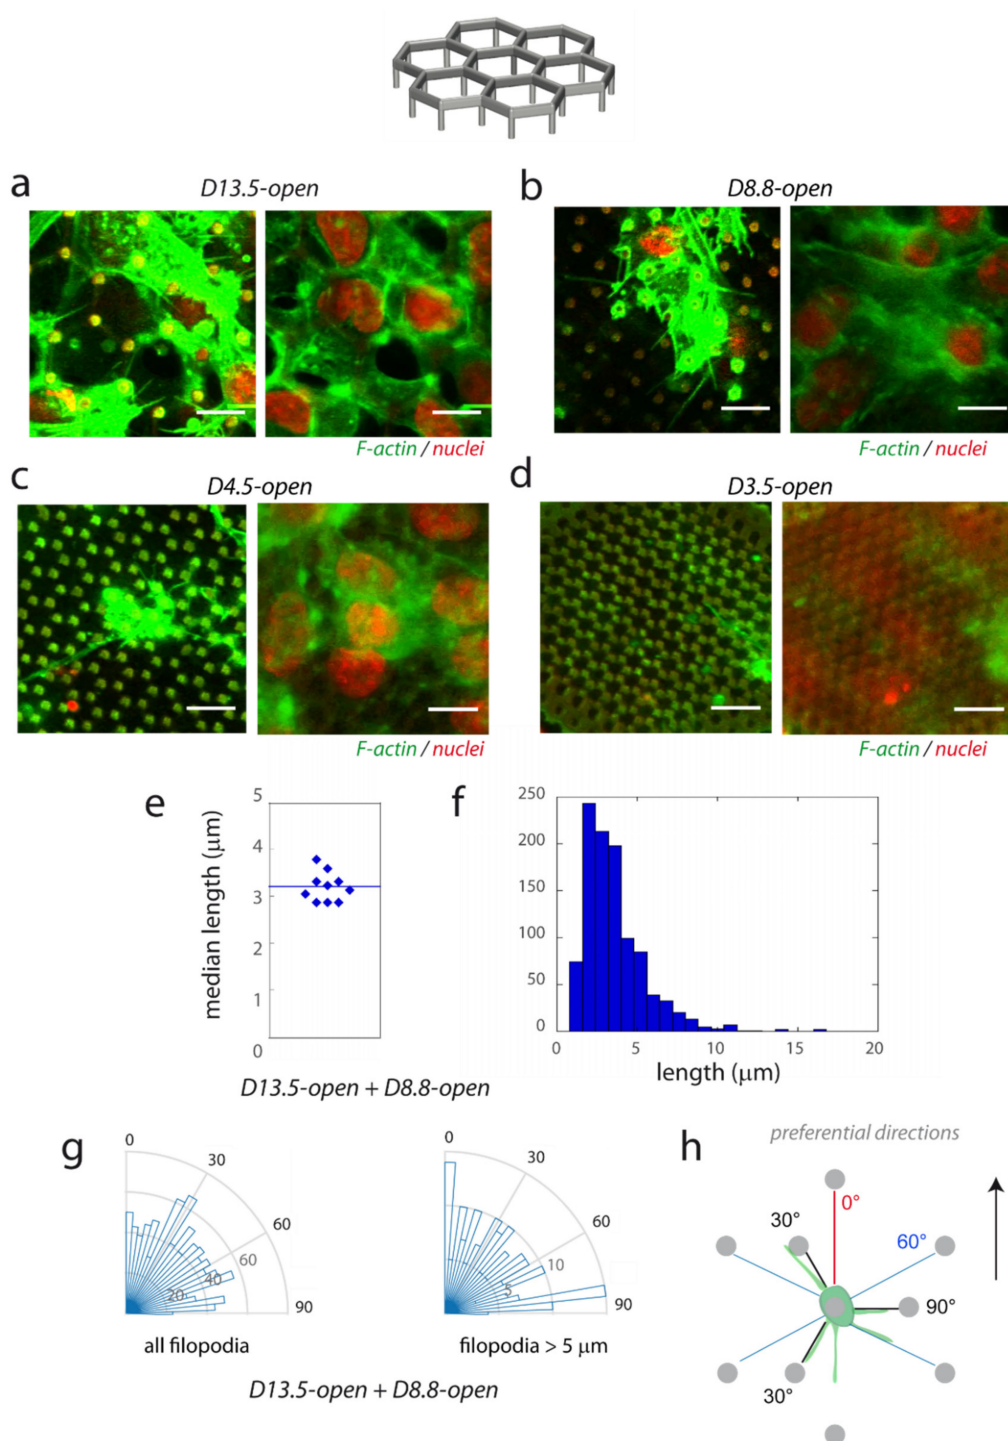 a
D13.5-open
b
D8.8-open
F-actin / nuclei
F-actin / nuclei
c
D4.5-open
d
D3.5-open
F-actin / nuclei
F-actin / nuclei
e
5
4
3
2
1
0
median length (μm)
f
250
200
150
100
50
0
0 5 10 15 20
length (μm)
D13.5-open + D8.8-open
g
0
30
60
90
20
40
60
all filopodia
0
30
60
90
5
10
filopodia > 5 μm
D13.5-open + D8.8-open
h
preferential directions
0°
30°
60°
90°
30°